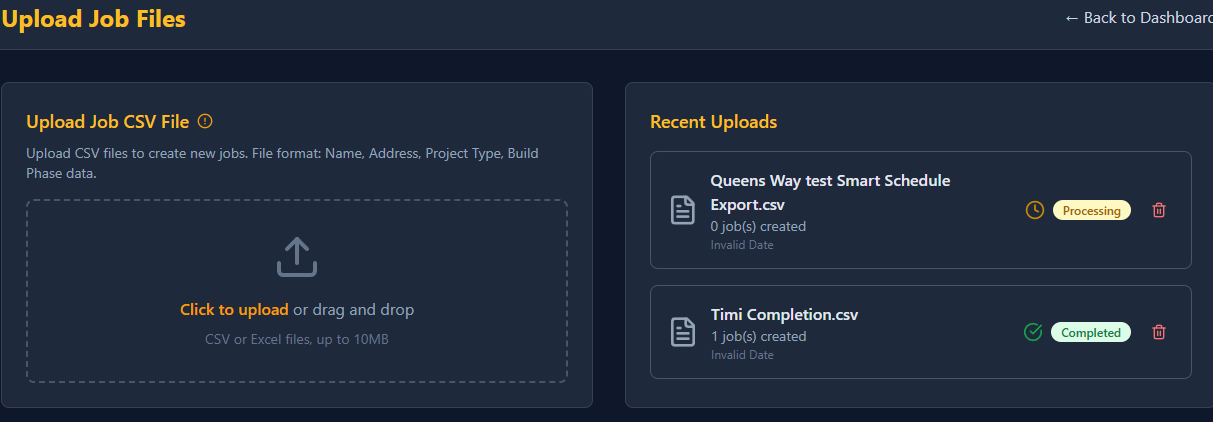 Upload Job Files
← Back to Dashboard
Upload Job CSV File
Upload CSV files to create new jobs. File format: Name, Address, Project Type, Build
Phase data.
Click to upload or drag and drop
CSV or Excel files, up to 10MB
Recent Uploads
Queens Way test Smart Schedule
Export.csv
0 job(s) created
Invalid Date
Processing
Timi Completion.csv
1 job(s) created
Invalid Date
Completed